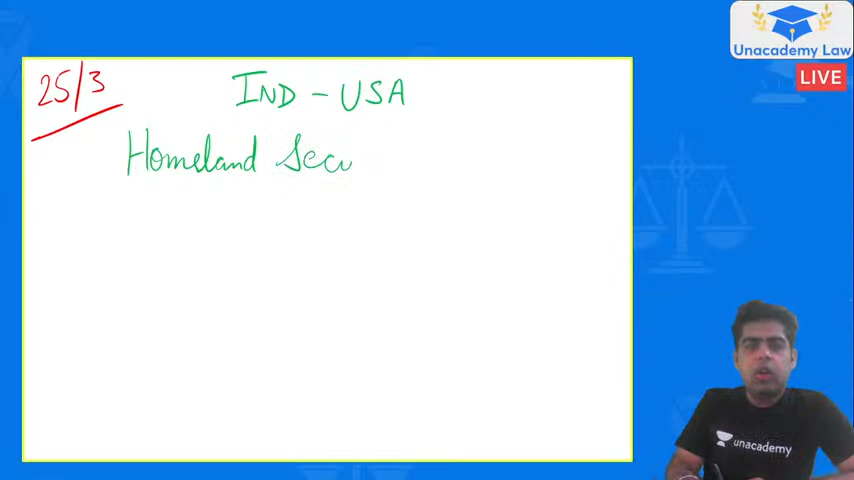 Unacademy Law
LIVE
25/3
IND - USA
Homeland Secu
unacademy